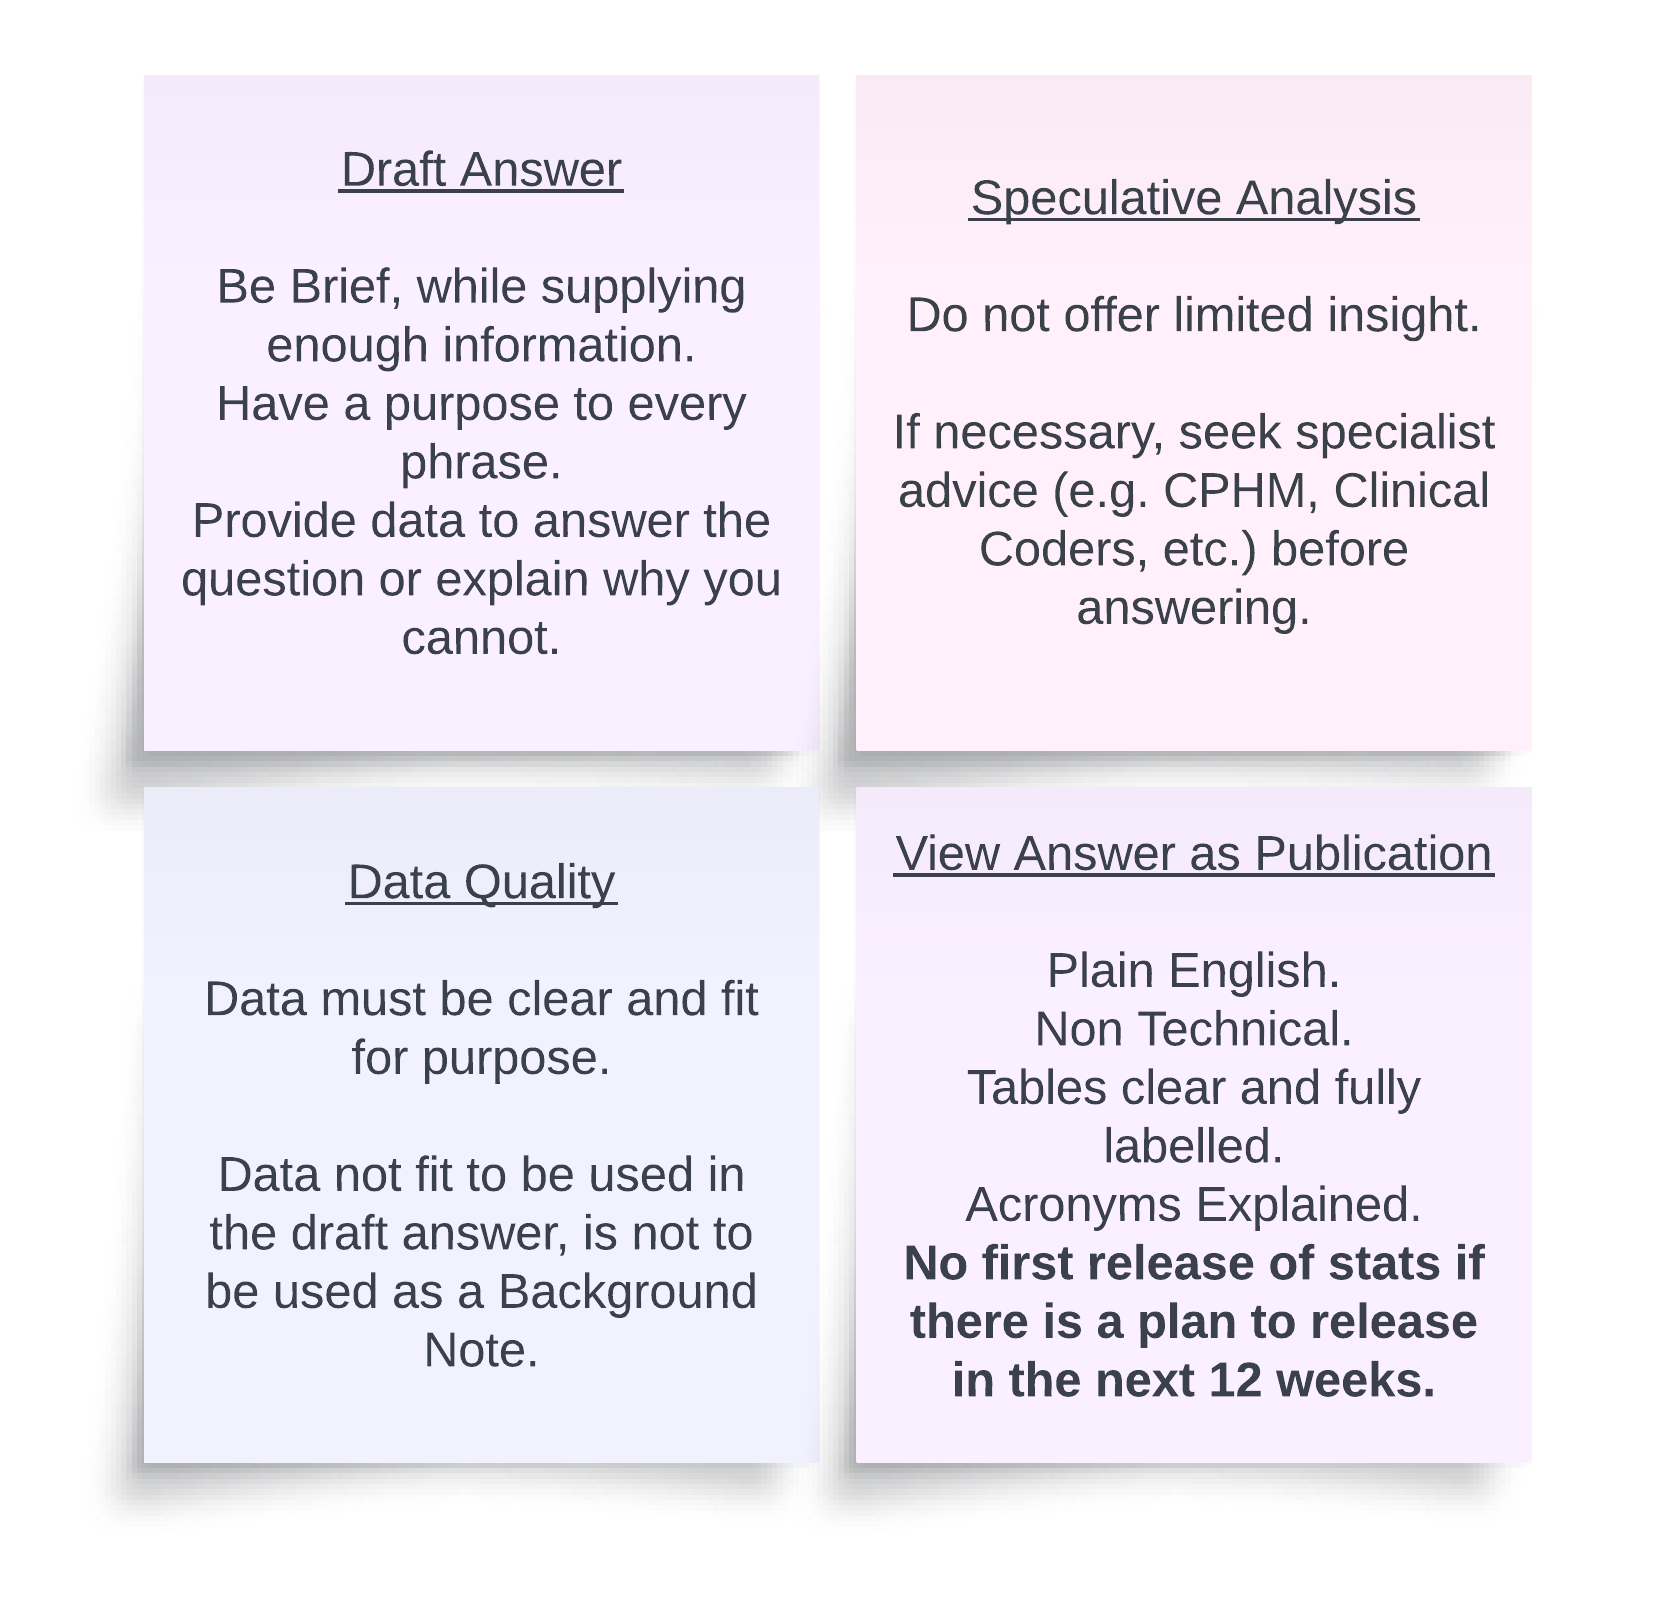 Draft Answer
Be Brief, while supplying
enough information.
Have a purpose to every
phrase.
Provide data to answer the
question or explain why you
cannot.
Speculative Analysis
Do not offer limited insight.
If necessary, seek specialist
advice (e.g. CPHM, Clinical
Coders, etc.) before
answering.
Data Quality
Data must be clear and fit
for purpose.
Data not fit to be used in
the draft answer, is not to
be used as a Background
Note.
View Answer as Publication
Plain English.
Non Technical.
Tables clear and fully
labelled.
Acronyms Explained.
No first release of stats if
there is a plan to release
in the next 12 weeks.